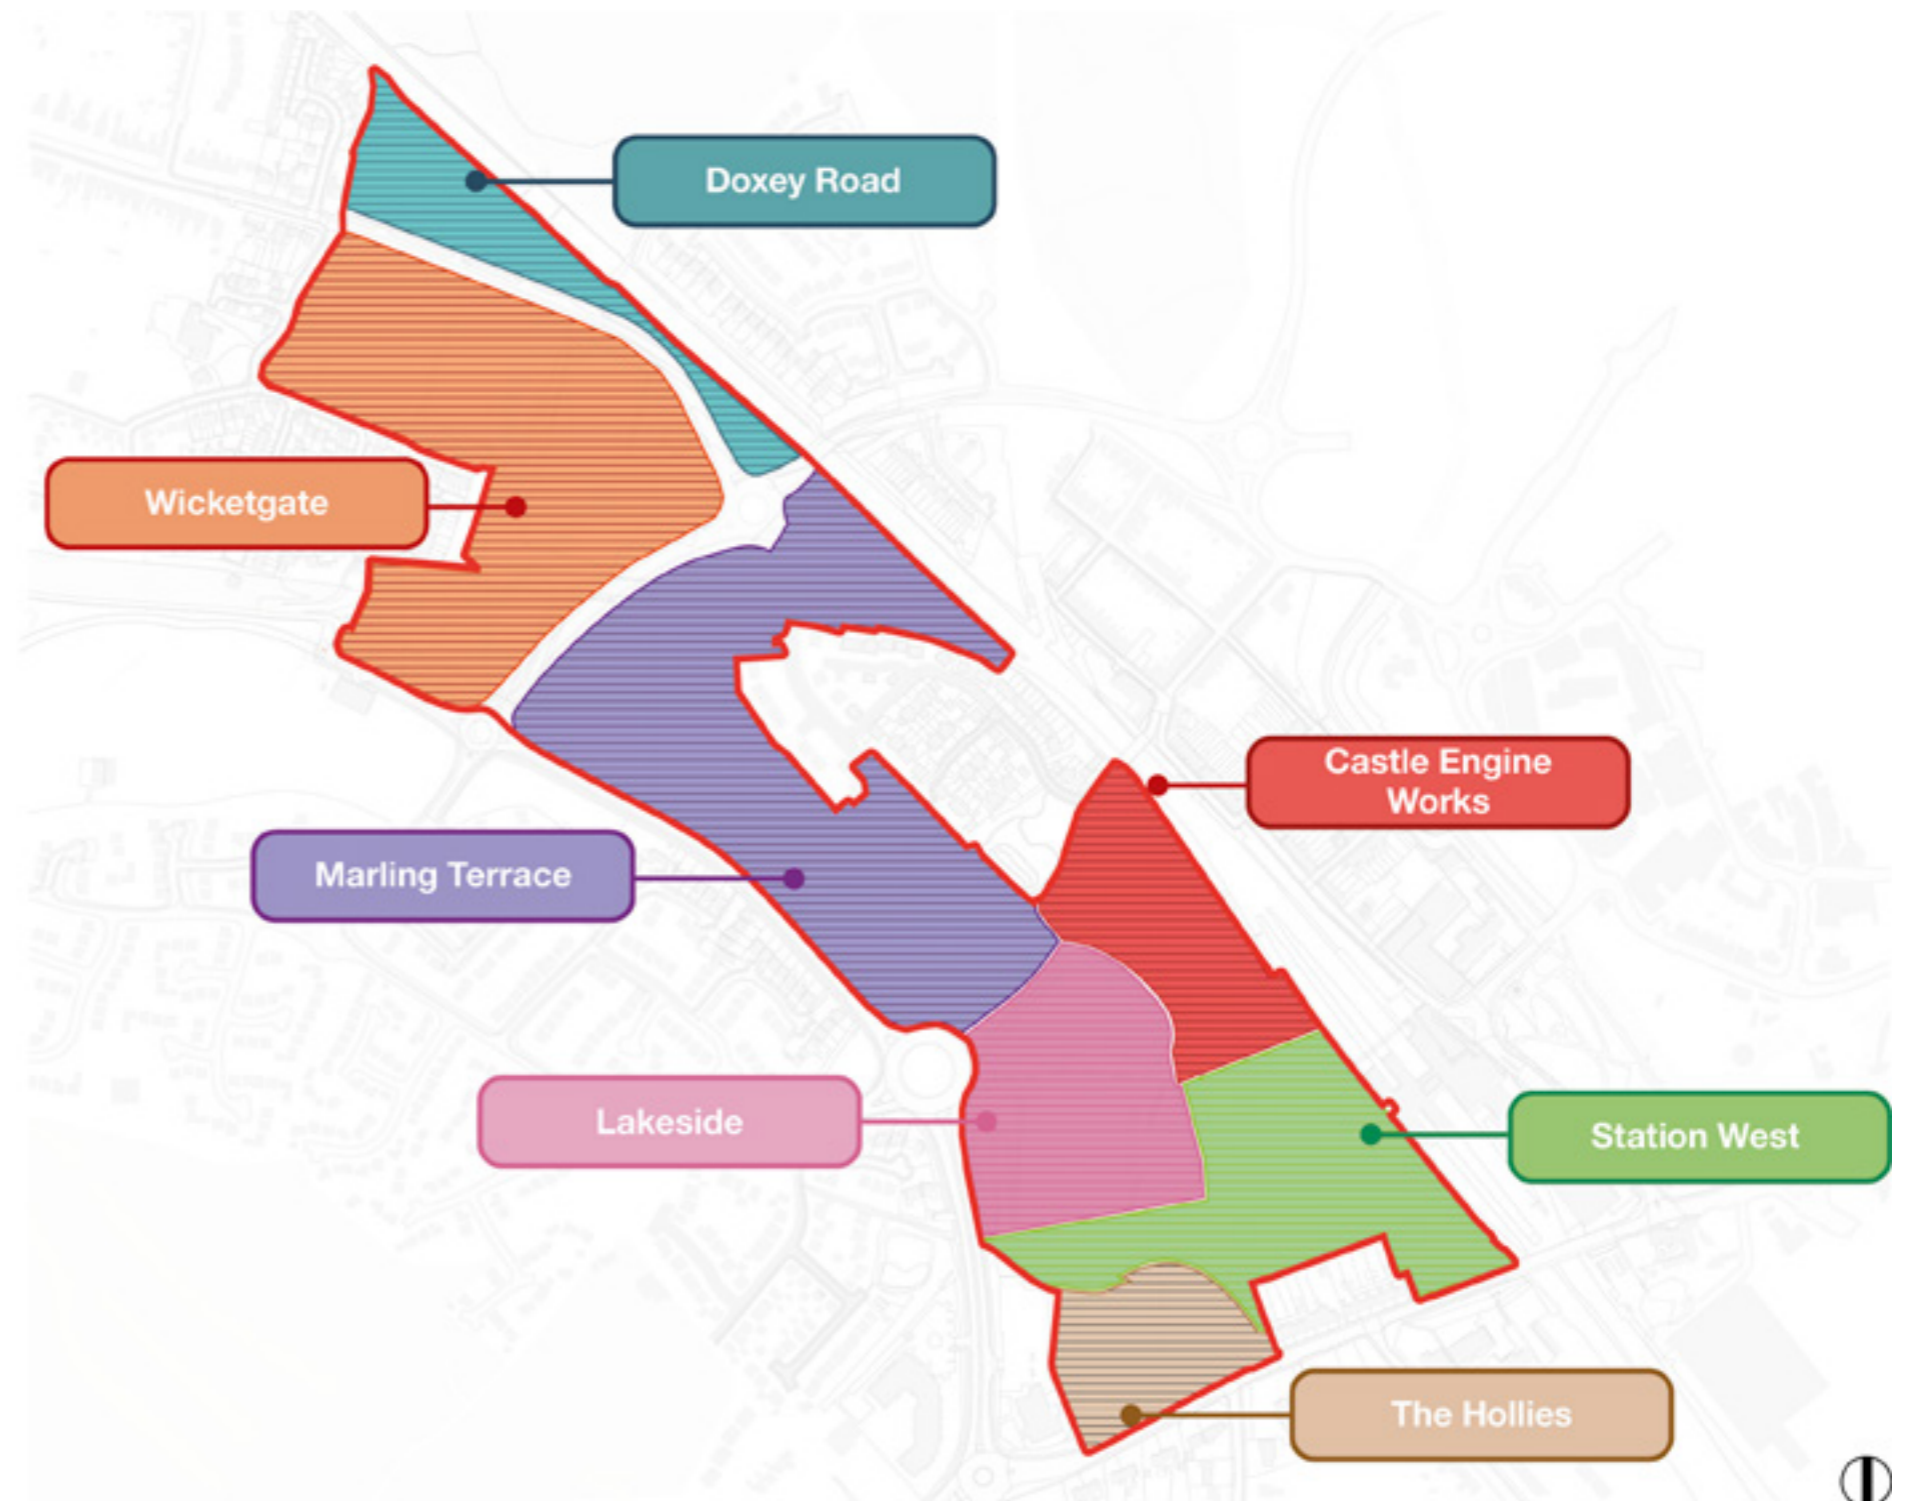 Doxey Road
Wicketgate
Castle Engine
Works
Marling Terrace
Lakeside
Station West
The Hollies